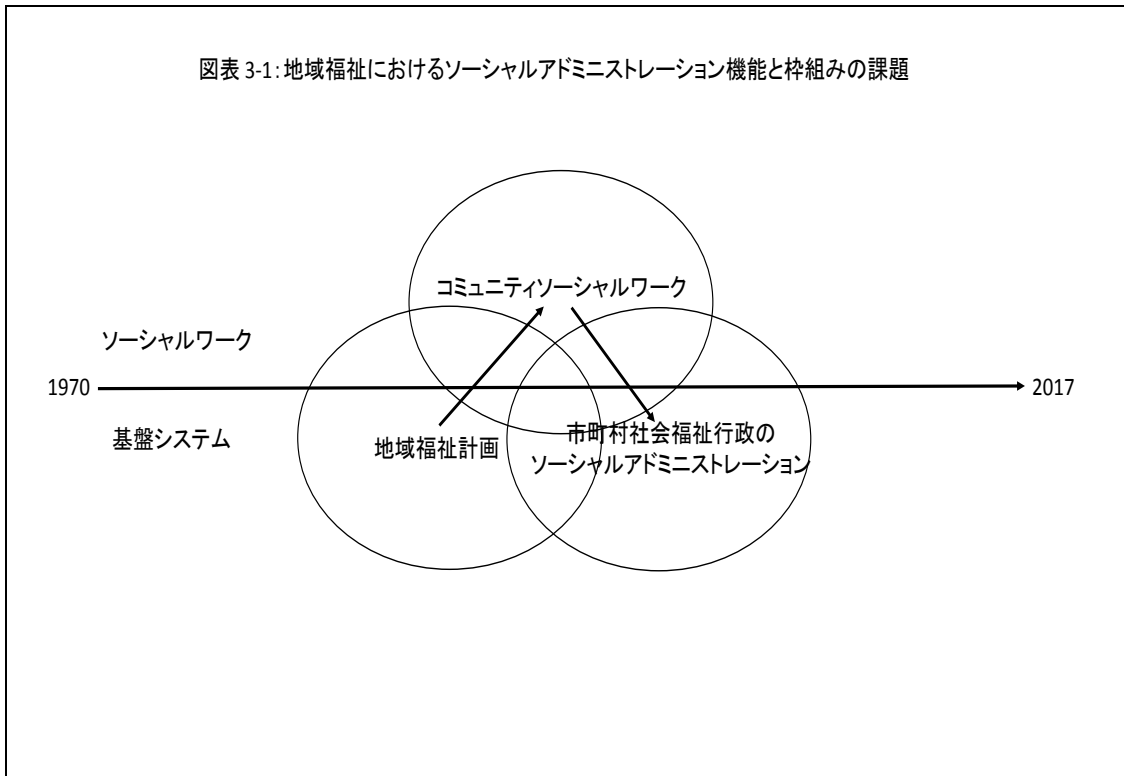 図表 3-1：地域福祉におけるソーシャルアドミニストレーション機能と枠組みの課題
コミュニティソーシャルワーク
ソーシャルワーク
1970
2017
基盤システム
地域福祉計画
市町村社会福祉行政の
ソーシャルアドミニストレーション